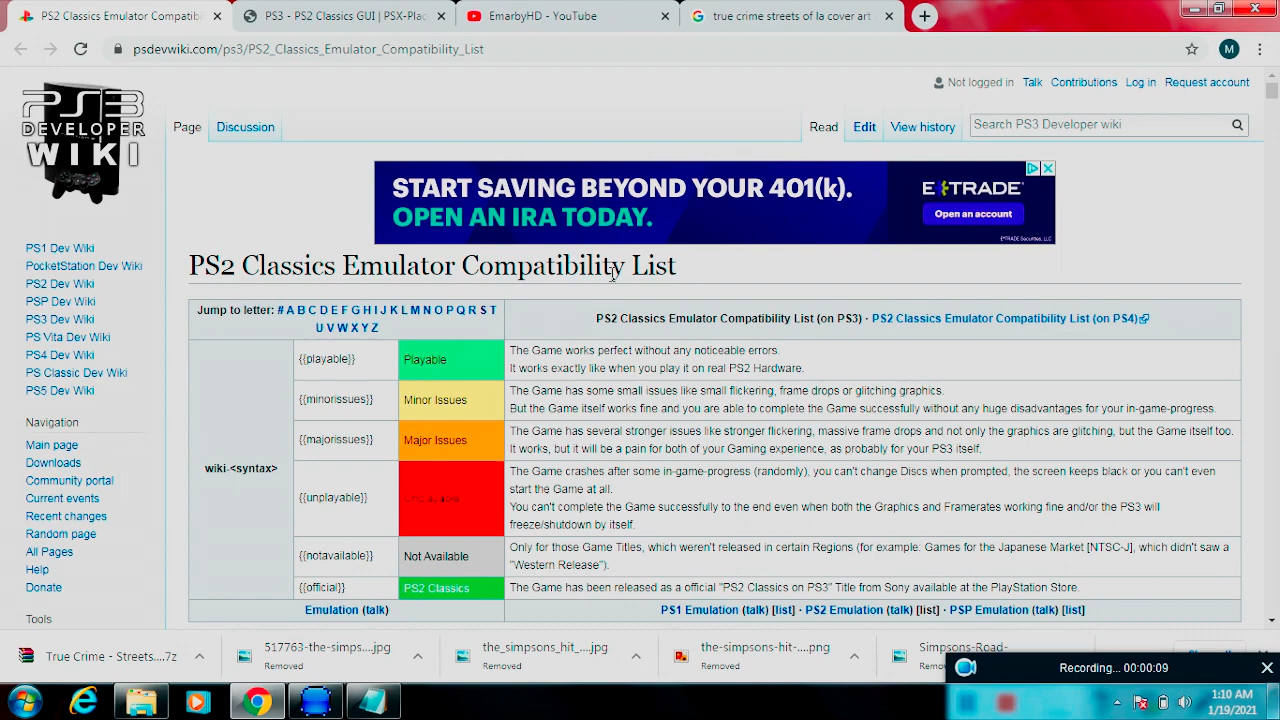 PS2 Classics Emulator Compatibi
PS3 - PS2 Classics GUI | PSX-Plac
EmarbyHD - YouTube
true crime streets of la cover art
psdevwiki.com/ps3/PS2_Classics_Emulator_Compatibility_List
M
Not logged in Talk Contributions Log in Request account
PS3
DEVELOPER
WIKI
Page Discussion Read Edit View history Search PS3 Developer wiki
START SAVING BEYOND YOUR 401(k).
OPEN AN IRA TODAY.
E*TRADE
Open an account
E*TRADE Securities, LLC
PS1 Dev Wiki
PocketStation Dev Wiki
PS2 Dev Wiki
PSP Dev Wiki
PS3 Dev Wiki
PS Vita Dev Wiki
PS4 Dev Wiki
PS Classic Dev Wiki
PS5 Dev Wiki
Navigation
Main page
Downloads
Community portal
Current events
Recent changes
Random page
All Pages
Help
Donate
Tools
PS2 Classics Emulator Compatibility List
Jump to letter: # A B C D E F G H I J K L M N O P Q R S T
U V W X Y Z
PS2 Classics Emulator Compatibility List (on PS3) · PS2 Classics Emulator Compatibility List (on PS4)
wiki-<syntax>
{{playable}} Playable
The Game works perfect without any noticeable errors.
It works exactly like when you play it on real PS2 Hardware.
{{minorissues}} Minor Issues
The Game has some small issues like small flickering, frame drops or glitching graphics.
But the Game itself works fine and you are able to complete the Game successfully without any huge disadvantages for your in-game-progress.
{{majorissues}} Major Issues
The Game has several stronger issues like stronger flickering, massive frame drops and not only the graphics are glitching, but the Game itself too.
It works, but it will be a pain for both of your Gaming experience, as probably for your PS3 itself.
{{unplayable}}
The Game crashes after some in-game-progress (randomly), you can't change Discs when prompted, the screen keeps black or you can't even
start the Game at all.
You can't complete the Game successfully to the end even when both the Graphics and Framerates working fine and/or the PS3 will
freeze/shutdown by itself.
{{notavailable}} Not Available
Only for those Game Titles, which weren't released in certain Regions (for example: Games for the Japanese Market [NTSC-J], which didn't saw a
"Western Release").
{{official}} PS2 Classics
The Game has been released as a official "PS2 Classics on PS3" Title from Sony available at the PlayStation Store.
Emulation (talk)
PS1 Emulation (talk) [list] · PS2 Emulation (talk) [list] · PSP Emulation (talk) [list]
True Crime - Streets....7z
517763-the-simps....jpg
Removed
the_simpsons_hit_....jpg
Removed
the-simpsons-hit-....png
Removed
Simpsons-Road-
Removed
Recording... 00:00:09
1:10 AM
1/19/2021